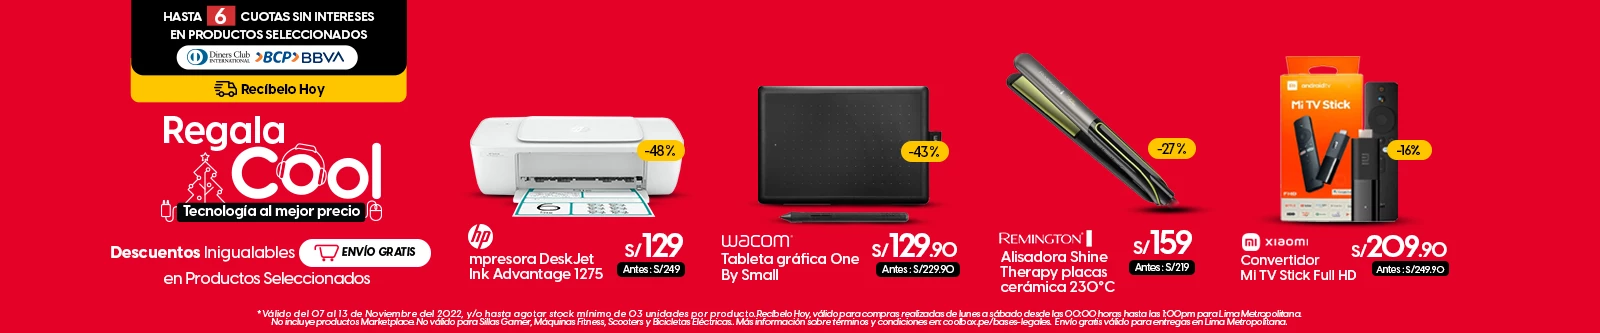 HASTA 6 CUOTAS SIN INTERESES
EN PRODUCTOS SELECCIONADOS
Diners Club INTERNATIONAL BCP BBVA
Recíbelo Hoy
Regala
COOl
Tecnología al mejor precio
Descuentos Inigualables ENVÍO GRATIS
en Productos Seleccionados
-48%
hp
mpresora DeskJet
Ink Advantage 1275
S/129
Antes: S/249
-43%
wacom
Tableta gráfica One
By Small
S/129.90
Antes: S/229.90
-27%
REMINGTON
Alisadora Shine
Therapy placas
cerámica 230°C
S/159
Antes: S/219
androidtv
Mi TV Stick
-16%
mi xiaomi
Convertidor
MI TV Stick Full HD
S/209.90
Antes: S/249.90
*Válido del 07 al 13 de Noviembre del 2022, y/o hasta agotar stock mínimo de 03 unidades por producto.Recíbelo Hoy, válido para compras realizadas de lunes a sábado desde las 00:00 horas hasta las 1:00pm para Lima Metropolitana.
No incluye productos Marketplace. No válido para Sillas Gamer, Máquinas Fitness, Scooters y Bicicletas Eléctricas. Más información sobre términos y condiciones en: coolbox.pe/bases-legales. Envío gratis válido para entregas en Lima Metropolitana.